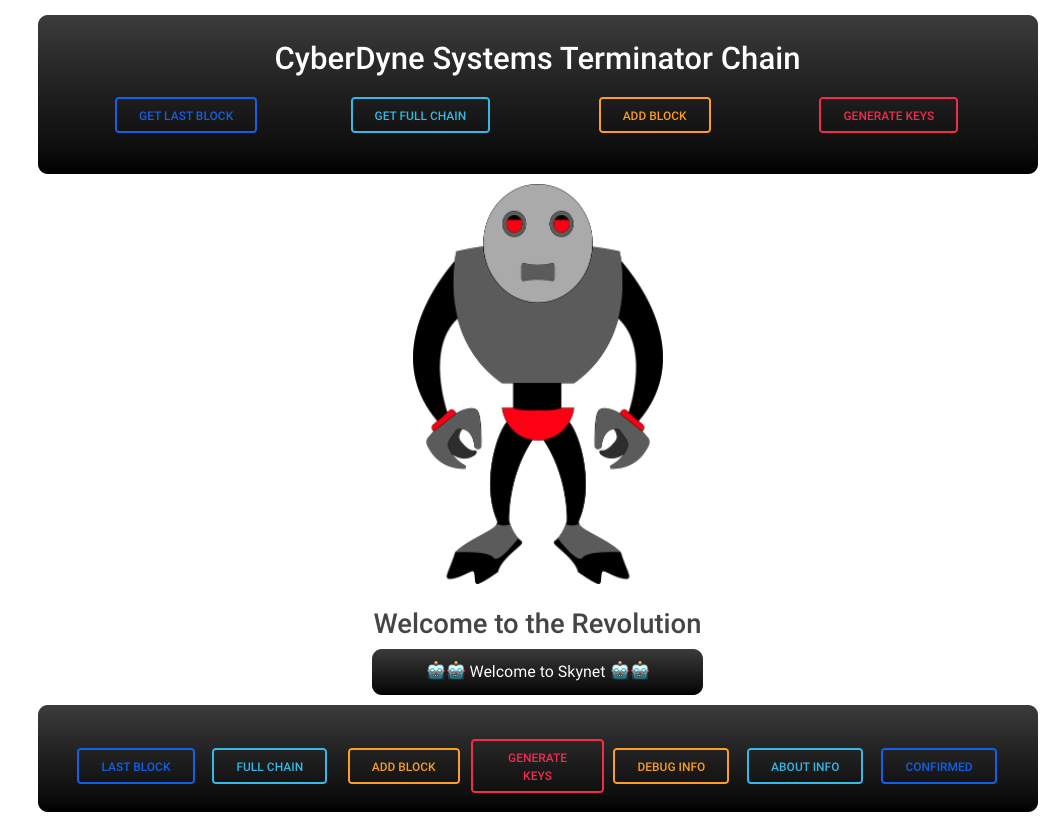 CyberDyne Systems Terminator Chain
GET LAST BLOCK
GET FULL CHAIN
ADD BLOCK
GENERATE KEYS
Welcome to the Revolution
🤖🤖 Welcome to Skynet 🤖🤖
LAST BLOCK
FULL CHAIN
ADD BLOCK
GENERATE
KEYS
DEBUG INFO
ABOUT INFO
CONFIRMED